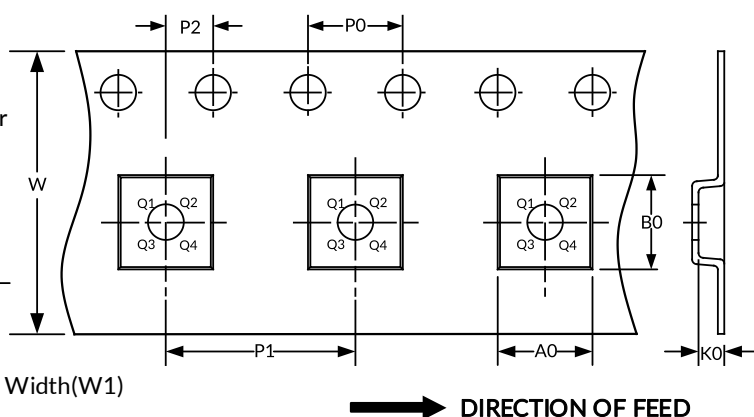 P2 P0
r
W
Q1 Q2 Q1 Q2 Q1 Q2
B0
Q3 Q4 Q3 Q4 Q3 Q4
P1 A0 K0
Width(W1)
DIRECTION OF FEED